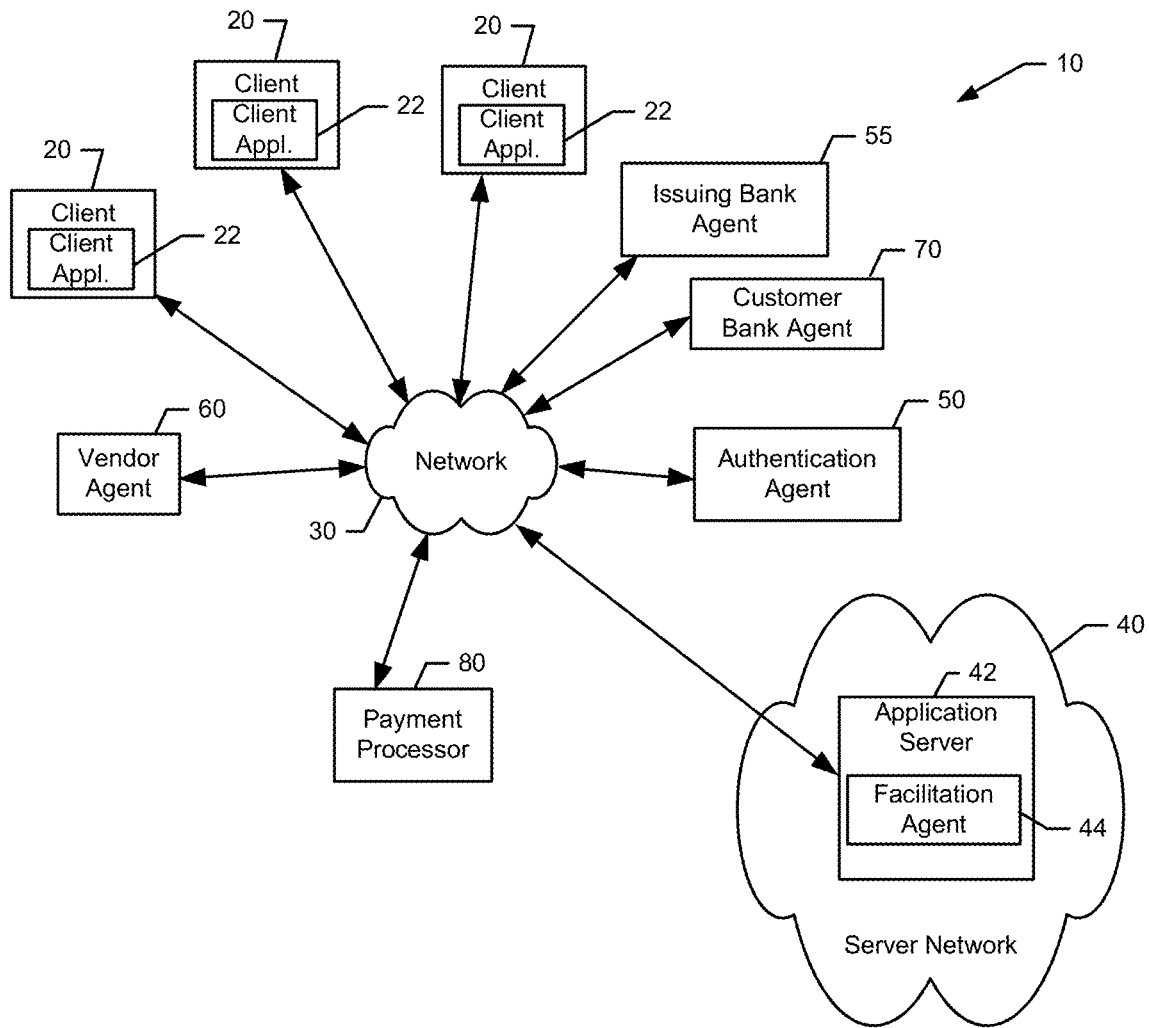 20
20
10
Client
Client
Client
Appl.
22
Client
Appl.
22
55
20
Issuing Bank
Agent
Client
Client
Appl.
22
70
Customer
Bank Agent
60
50
Vendor
Agent
Network
Authentication
Agent
30
40
80
42
Payment
Processor
Application
Server
Facilitation
Agent
44
Server Network